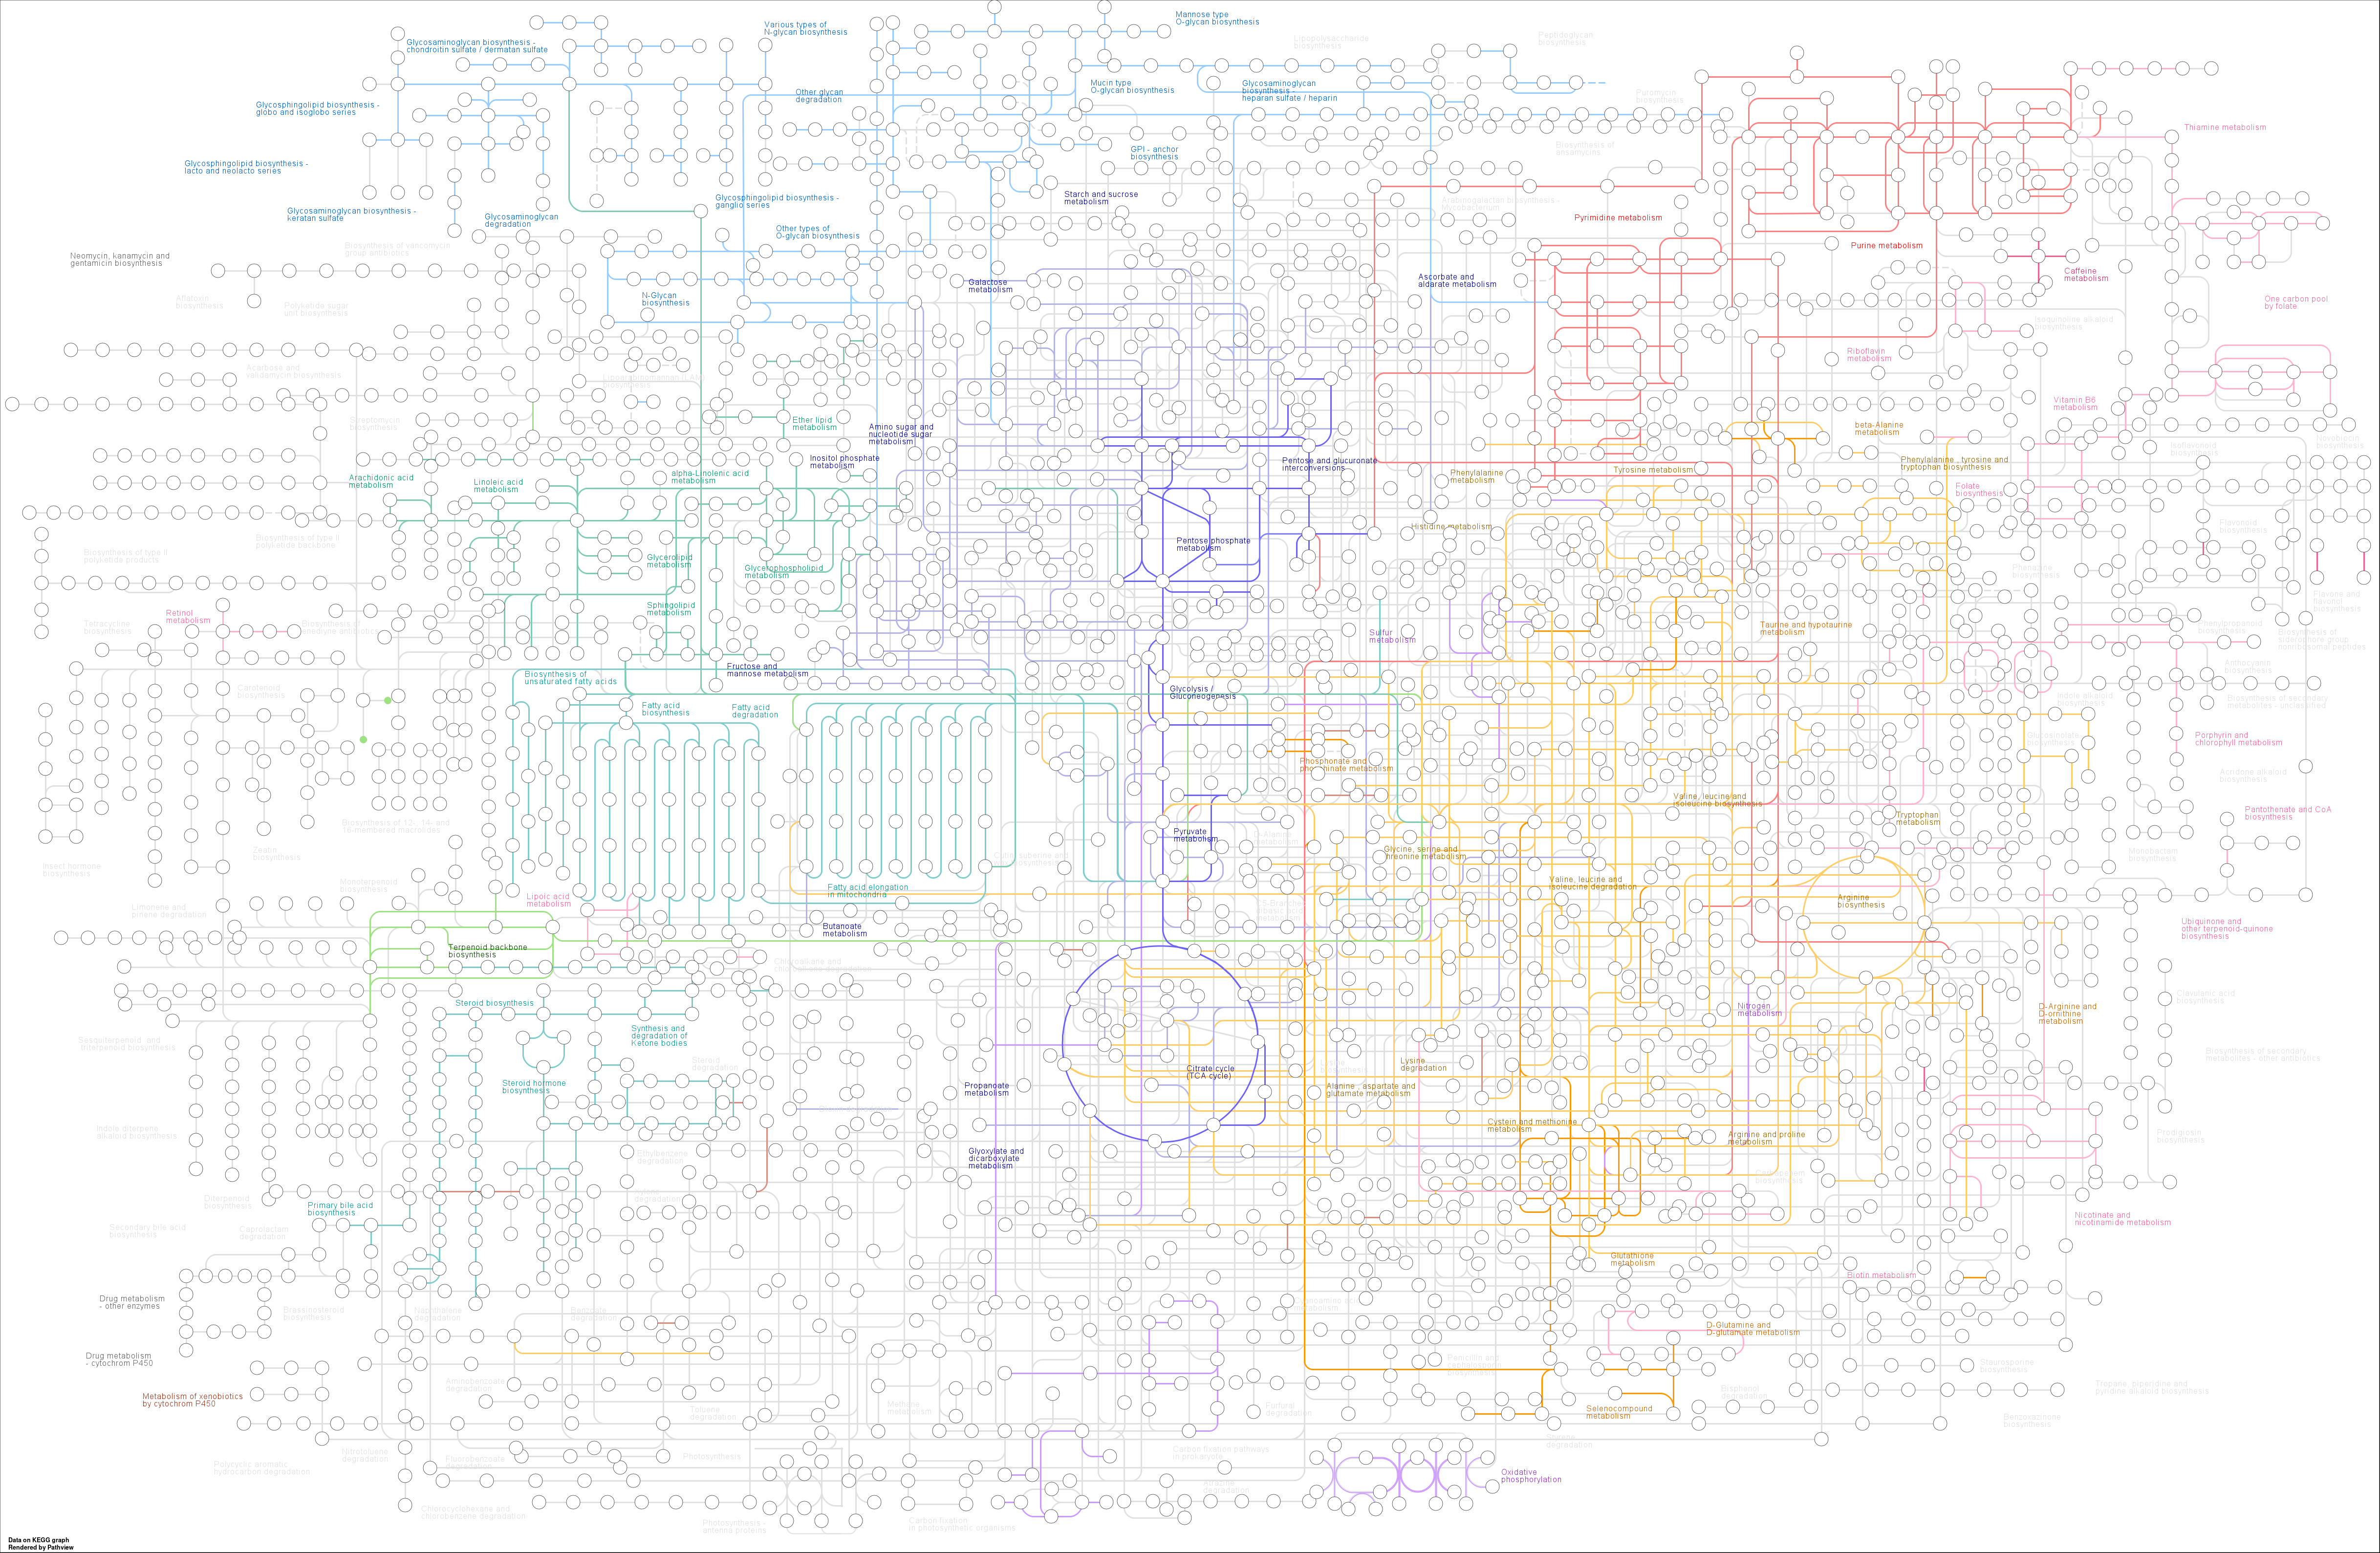 Mannose type
O-glycan biosynthesis
Various types of
N-glycan biosynthesis
Glycosaminoglycan biosynthesis -
chondroitin sulfate / dermatan sulfate
Lipopolysaccharide
biosynthesis
Peptidoglycan
biosynthesis
Mucin type
O-glycan biosynthesis
Glycosaminoglycan
biosynthesis -
heparan sulfate / heparin
Other glycan
degradation
Puromycin
biosynthesis
Glycosphingolipid biosynthesis -
globo and isoglobo series
Thiamine metabolism
GPI - anchor
biosynthesis
Biosynthesis of
ansamycins
Glycosphingolipid biosynthesis -
lacto and neolacto series
Starch and sucrose
metabolism
Glycosphingolipid biosynthesis -
ganglio series
Glycosaminoglycan biosynthesis -
keratan sulfate
Glycosaminoglycan
degradation
Pyrimidine metabolism
Other types of
O-glycan biosynthesis
Purine metabolism
Biosynthesis of vancomycin
group antibiotics
Neomycin, kanamycin and
gentamicin biosynthesis
Caffeine
metabolism
Ascorbate and
aldarate metabolism
Galactose
metabolism
N-Glycan
biosynthesis
Aflatoxin
biosynthesis
Polyketide sugar
unit biosynthesis
One carbon pool
by folate
Isoquinoline alkaloid
biosynthesis
Riboflavin
metabolism
Acarbose and
validamycin biosynthesis
Vitamin B6
metabolism
Streptomycin
biosynthesis
Ether lipid
metabolism
Amino sugar and
nucleotide sugar
metabolism
beta-Alanine
metabolism
Novobiocin
biosynthesis
Isoflavonoid
biosynthesis
Inositol phosphate
metabolism
Pentose and glucuronate
interconversions
Phenylalanine, tyrosine and
tryptophan biosynthesis
Tyrosine metabolism
Phenylalanine
metabolism
alpha-Linolenic acid
metabolism
Arachidonic acid
metabolism
Linoleic acid
metabolism
Folate
biosynthesis
Flavonoid
biosynthesis
Histidine metabolism
Pentose phosphate
metabolism
Biosynthesis of type II
polyketide backbone
Biosynthesis of type II
polyketide products
Glycerolipid
metabolism
Glycerophospholipid
metabolism
Phenazine
biosynthesis
Flavone and
flavonol
biosynthesis
Sphingolipid
metabolism
Retinol
metabolism
Tetracycline
biosynthesis
Biosynthesis of
enediyne antibiotics
Sulfur
metabolism
Taurine and hypotaurine
metabolism
Phenylpropanoid
biosynthesis
Biosynthesis of
siderophore group
nonribosomal peptides
Fructose and
mannose metabolism
Biosynthesis of
unsaturated fatty acids
Anthocyanin
biosynthesis
Carotenoid
biosynthesis
Glycolysis /
Gluconeogenesis
Indole alkaloid
biosynthesis
Biosynthesis of secondary
metabolites - unclassified
Fatty acid
biosynthesis
Fatty acid
degradation
Glucosinolate
biosynthesis
Porphyrin and
chlorophyll metabolism
Phosphonate and
phosphinate metabolism
Acridone alkaloid
biosynthesis
Valine, leucine and
isoleucine biosynthesis
Pantothenate and CoA
biosynthesis
Biosynthesis of 12-, 14- and
16-membered macrolides
Tryptophan
metabolism
Pyruvate
metabolism
Zeatin
biosynthesis
Insect hormone
biosynthesis
Glycine, serine and
threonine metabolism
Monobactam
biosynthesis
Valine, leucine and
isoleucine degradation
Monoterpenoid
biosynthesis
Fatty acid elongation
in mitochondria
Lipoic acid
metabolism
Arginine
biosynthesis
Limonene and
pinene degradation
Butanoate
metabolism
Ubiquinone and
other terpenoid-quinone
biosynthesis
Terpenoid backbone
biosynthesis
Chloroalkane and
chloroalkene degradation
Clavulanic acid
biosynthesis
Steroid biosynthesis
Nitrogen
metabolism
D-Arginine and
D-ornithine
metabolism
Synthesis and
degradation of
Ketone bodies
Sesquiterpenoid and
triterpenoid biosynthesis
Biosynthesis of secondary
metabolites - other antibiotics
Steroid
degradation
Lysine
degradation
Citrate cycle
(TCA cycle)
Steroid hormone
biosynthesis
Propanoate
metabolism
Alanine, aspartate and
glutamate metabolism
Cystein and methionine
metabolism
Indole diterpene
alkaloid biosynthesis
Arginine and proline
metabolism
Prodigiosin
biosynthesis
Glyoxylate and
dicarboxylate
metabolism
Ethylbenzene
degradation
Diterpenoid
biosynthesis
Primary bile acid
biosynthesis
Nicotinate and
nicotinamide metabolism
Secondary bile acid
biosynthesis
Caprolactam
degradation
Glutathione
metabolism
Biotin metabolism
Drug metabolism
- other enzymes
Brassinosteroid
biosynthesis
Naphthalene
degradation
Benzoate
degradation
D-Glutamine and
D-glutamate metabolism
Drug metabolism
- cytochrom P450
Staurosporine
biosynthesis
Aminobenzoate
degradation
Tropane, piperidine and
pyridine alkaloid biosynthesis
Bisphenol
degradation
Metabolism of xenobiotics
by cytochrom P450
Methane
metabolism
Toluene
degradation
Furfural
degradation
Selenocompound
metabolism
Benzoxazinone
biosynthesis
Styrene
degradation
Nitrotoluene
degradation
Fluorobenzoate
degradation
Photosynthesis
Carbon fixation pathways
in prokaryote
Polycyclic aromatic
hydrocarbon degradation
Oxidative
phosphorylation
Chlorocyclohexane and
chlorobenzene degradation
Photosynthesis -
antenna proteins
Carbon fixation
in photosynthetic organisms
Data on KEGG graph
Rendered by Pathview